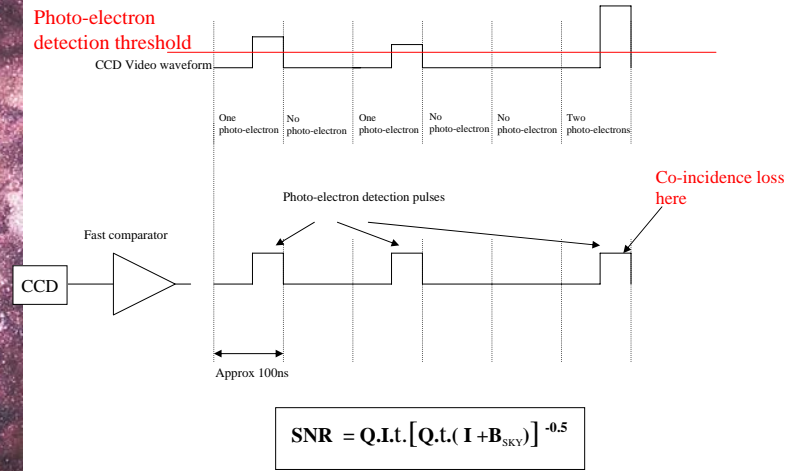 Photo-electron
detection threshold
CCD Video waveform
One
photo-electron
No
photo-electron
One
photo-electron
No
photo-electron
No
photo-electron
Two
photo-electrons
Co-incidence loss
here
Photo-electron detection pulses
Fast comparator
CCD
Approx 100ns
SNR = Q.I.t.[Q.t.( I +B_SKY)] -0.5